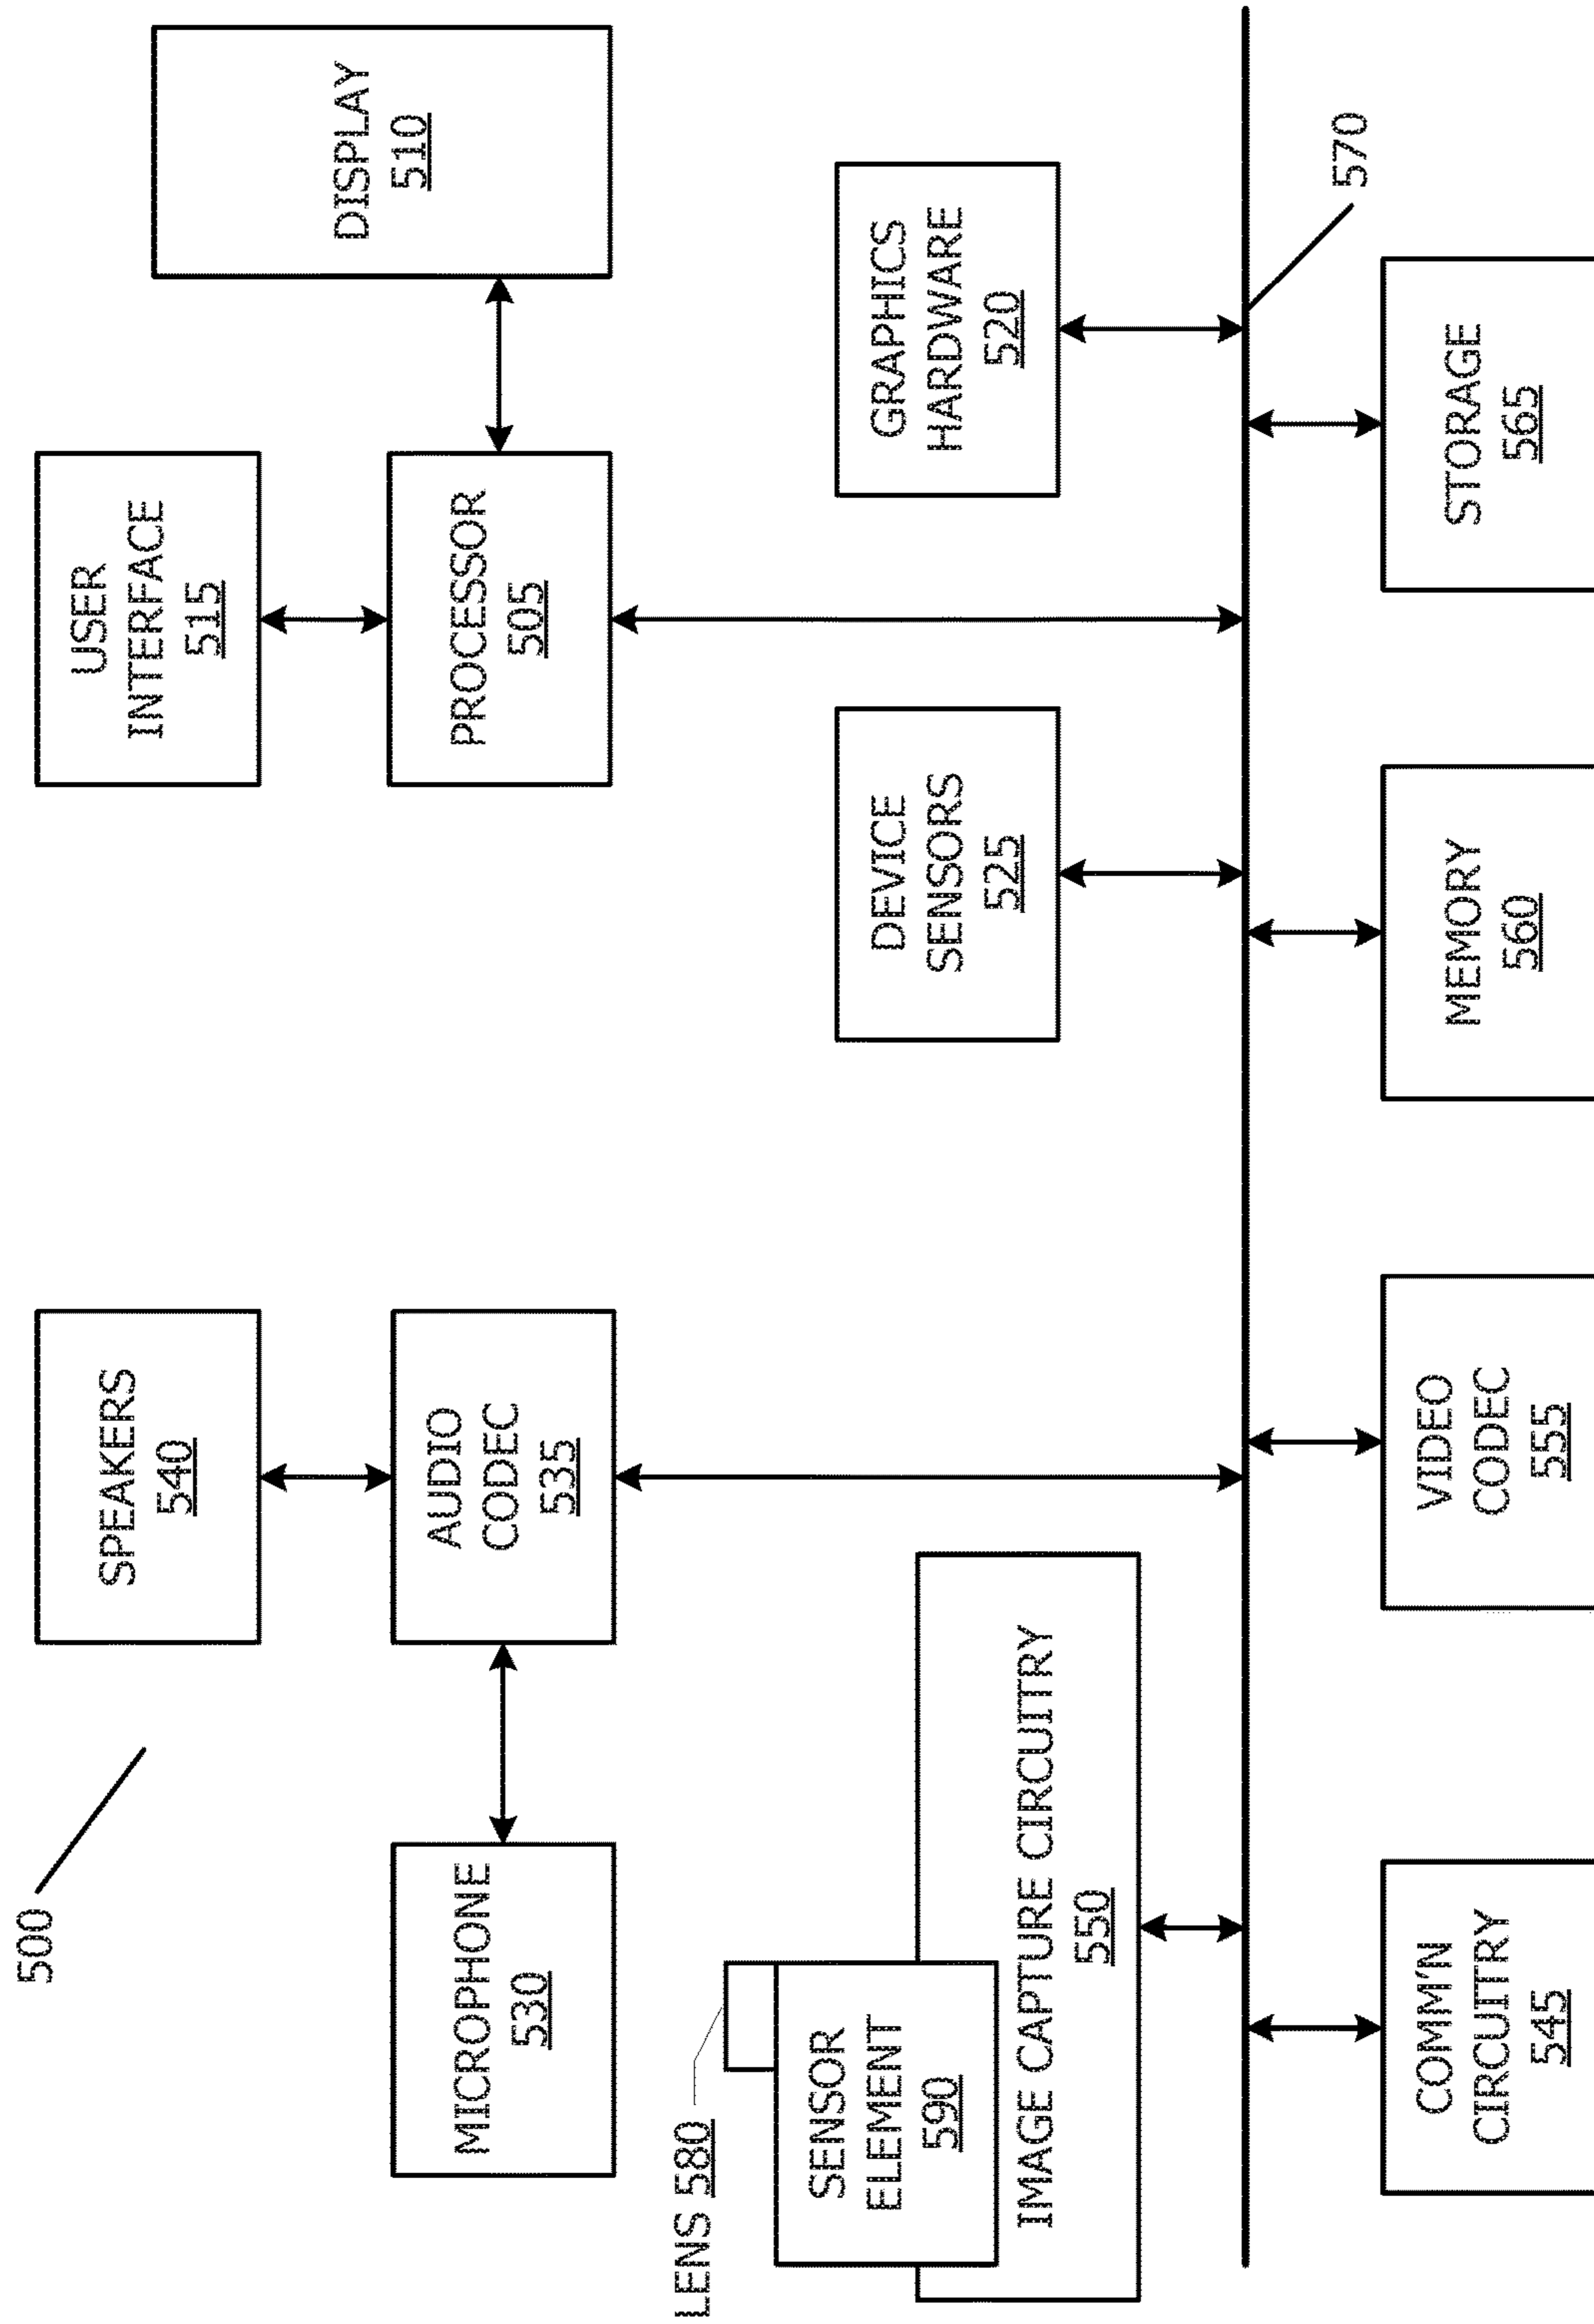 500
SPEAKERS
540
USER
INTERFACE
515
DISPLAY
510
MICROPHONE
530
AUDIO
CODEC
535
PROCESSOR
505
LENS 580
SENSOR
ELEMENT
590
IMAGE CAPTURE CIRCUITRY
550
DEVICE
SENSORS
525
GRAPHICS
HARDWARE
520
570
COMM'N
CIRCUITRY
545
VIDEO
CODEC
555
MEMORY
560
STORAGE
565